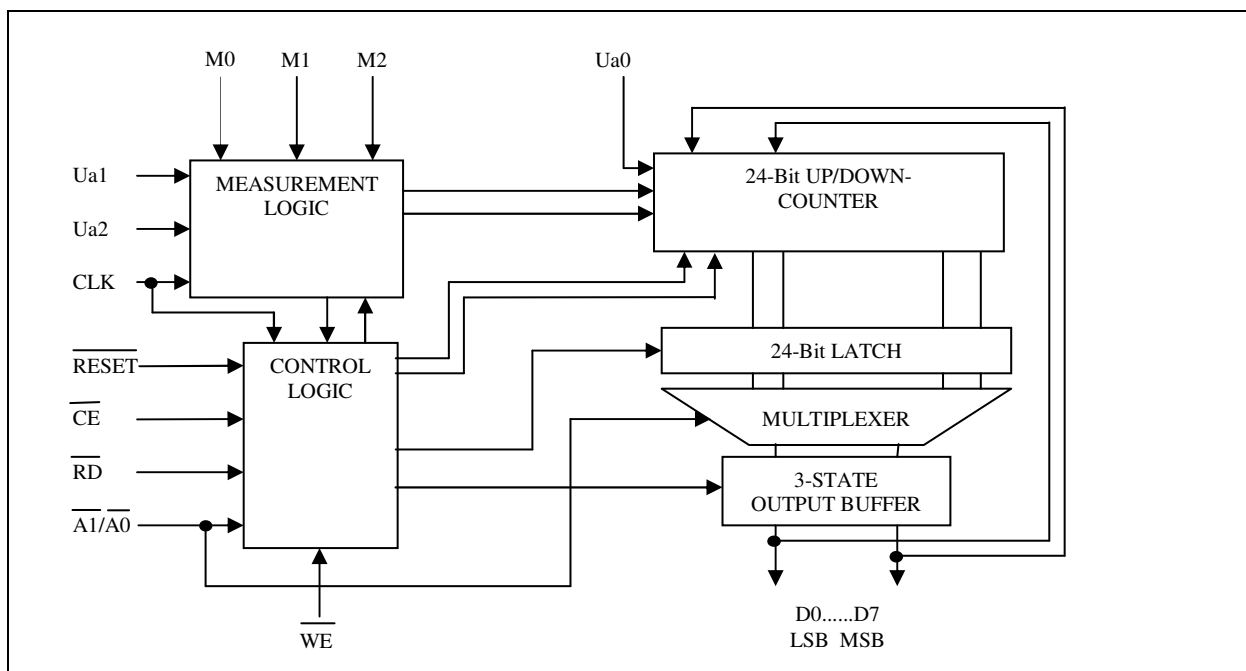 M0 M1 M2 Ua0
Ua1
Ua2
CLK
MEASUREMENT
LOGIC
24-Bit UP/DOWN-
COUNTER
RESET
CE
RD
A1/A0
CONTROL
LOGIC
24-Bit LATCH
MULTIPLEXER
3-STATE
OUTPUT BUFFER
WE
D0......D7
LSB MSB